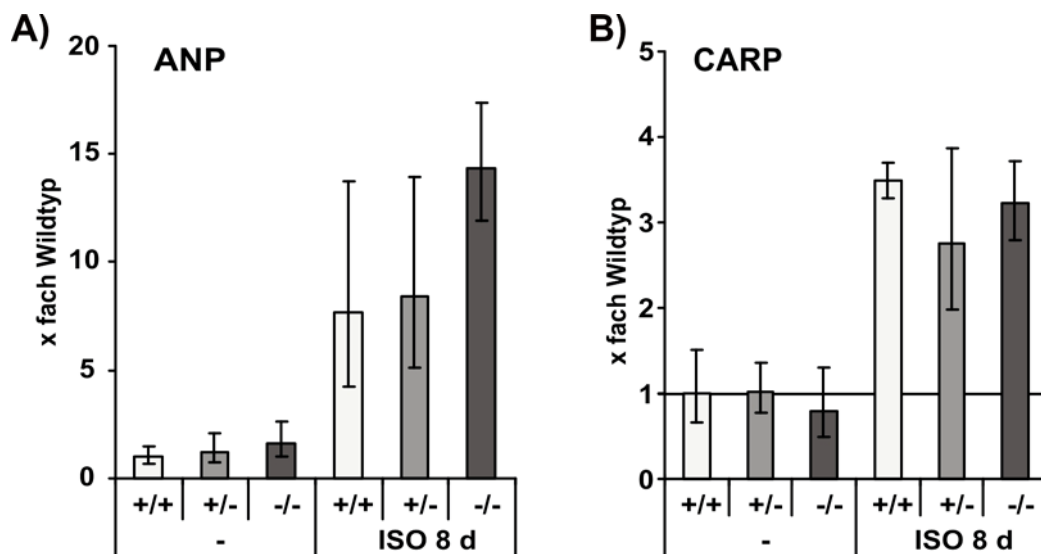 A)
ANP
x fach Wildtyp
20
15
10
5
0
+/+ +/- -/- +/+ +/- -/-
- ISO 8 d
B)
CARP
x fach Wildtyp
5
4
3
2
1
0
+/+ +/- -/- +/+ +/- -/-
- ISO 8 d